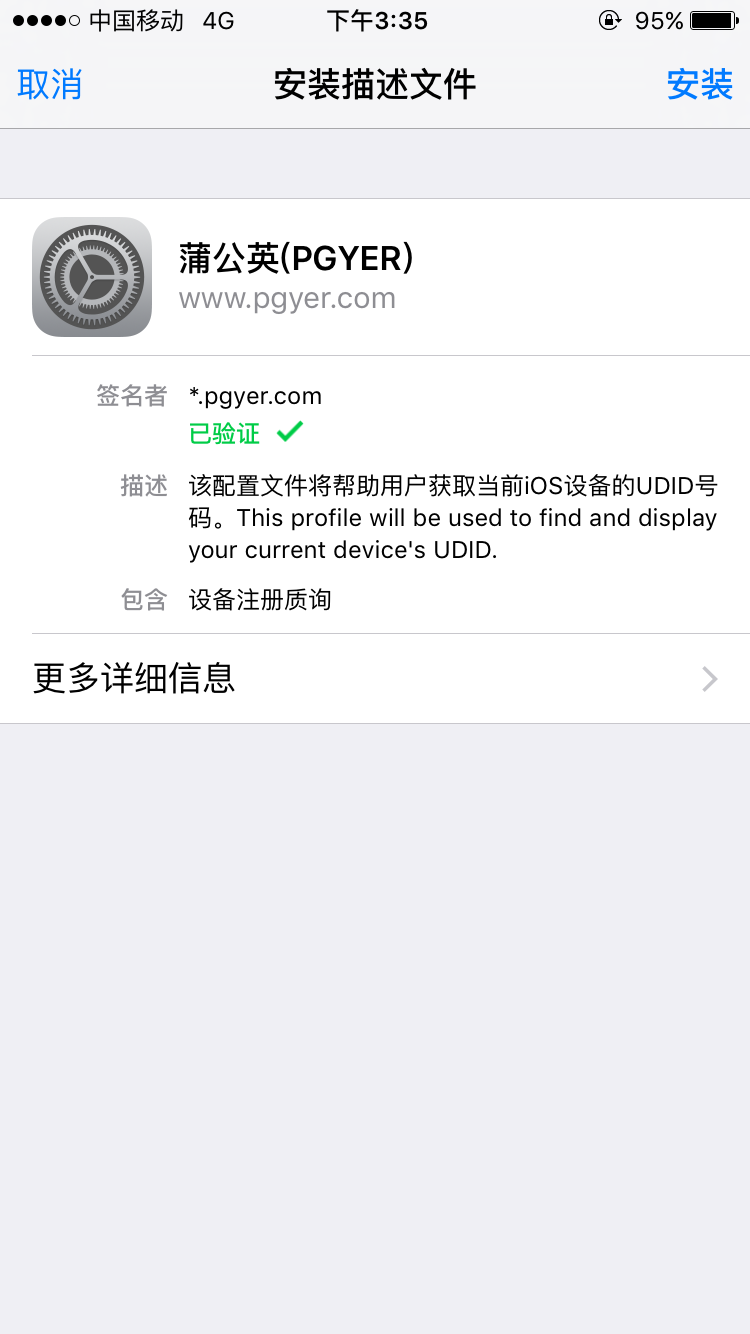 中国移动 4G 下午3:35 95%
取消 安装描述文件 安装
蒲公英(PGYER)
www.pgyer.com
签名者 *.pgyer.com
已验证
描述 该配置文件将帮助用户获取当前iOS设备的UDID号
码。This profile will be used to find and display
your current device's UDID.
包含 设备注册质询
更多详细信息